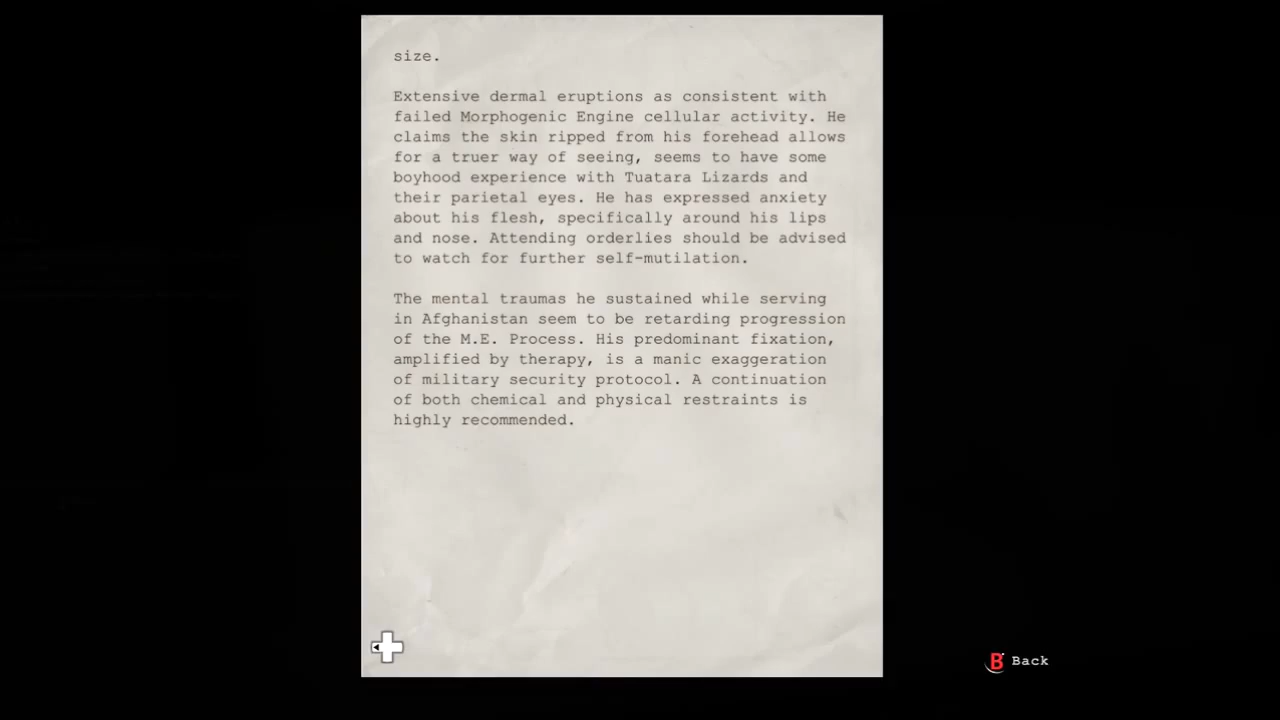 size.
Extensive dermal eruptions as consistent with
failed Morphogenic Engine cellular activity. He
claims the skin ripped from his forehead allows
for a truer way of seeing, seems to have some
boyhood experience with Tuatara Lizards and
their parietal eyes. He has expressed anxiety
about his flesh, specifically around his lips
and nose. Attending orderlies should be advised
to watch for further self-mutilation.
The mental traumas he sustained while serving
in Afghanistan seem to be retarding progression
of the M.E. Process. His predominant fixation,
amplified by therapy, is a manic exaggeration
of military security protocol. A continuation
of both chemical and physical restraints is
highly recommended.
B Back